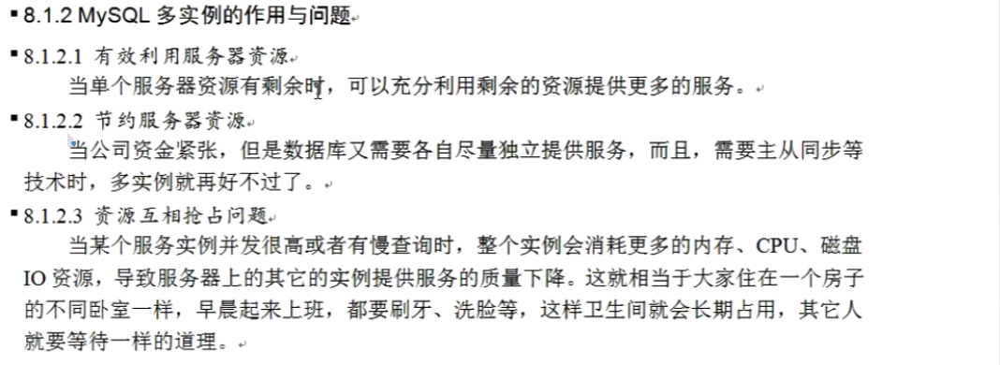 8.1.2 MySQL 多实例的作用与问题
8.1.2.1 有效利用服务器资源
当单个服务器资源有剩余时，可以充分利用剩余的资源提供更多的服务。
8.1.2.2 节约服务器资源
当公司资金紧张，但是数据库又需要各自尽量独立提供服务，而且，需要主从同步等
技术时，多实例就再好不过了。
8.1.2.3 资源互相抢占问题
当某个服务实例并发很高或者有慢查询时，整个实例会消耗更多的内存、CPU、磁盘
IO 资源，导致服务器上的其它的实例提供服务的质量下降。这就相当于大家住在一个房子
的不同卧室一样，早晨起来上班，都要刷牙、洗脸等，这样卫生间就会长期占用，其它人
就要等待一样的道理。